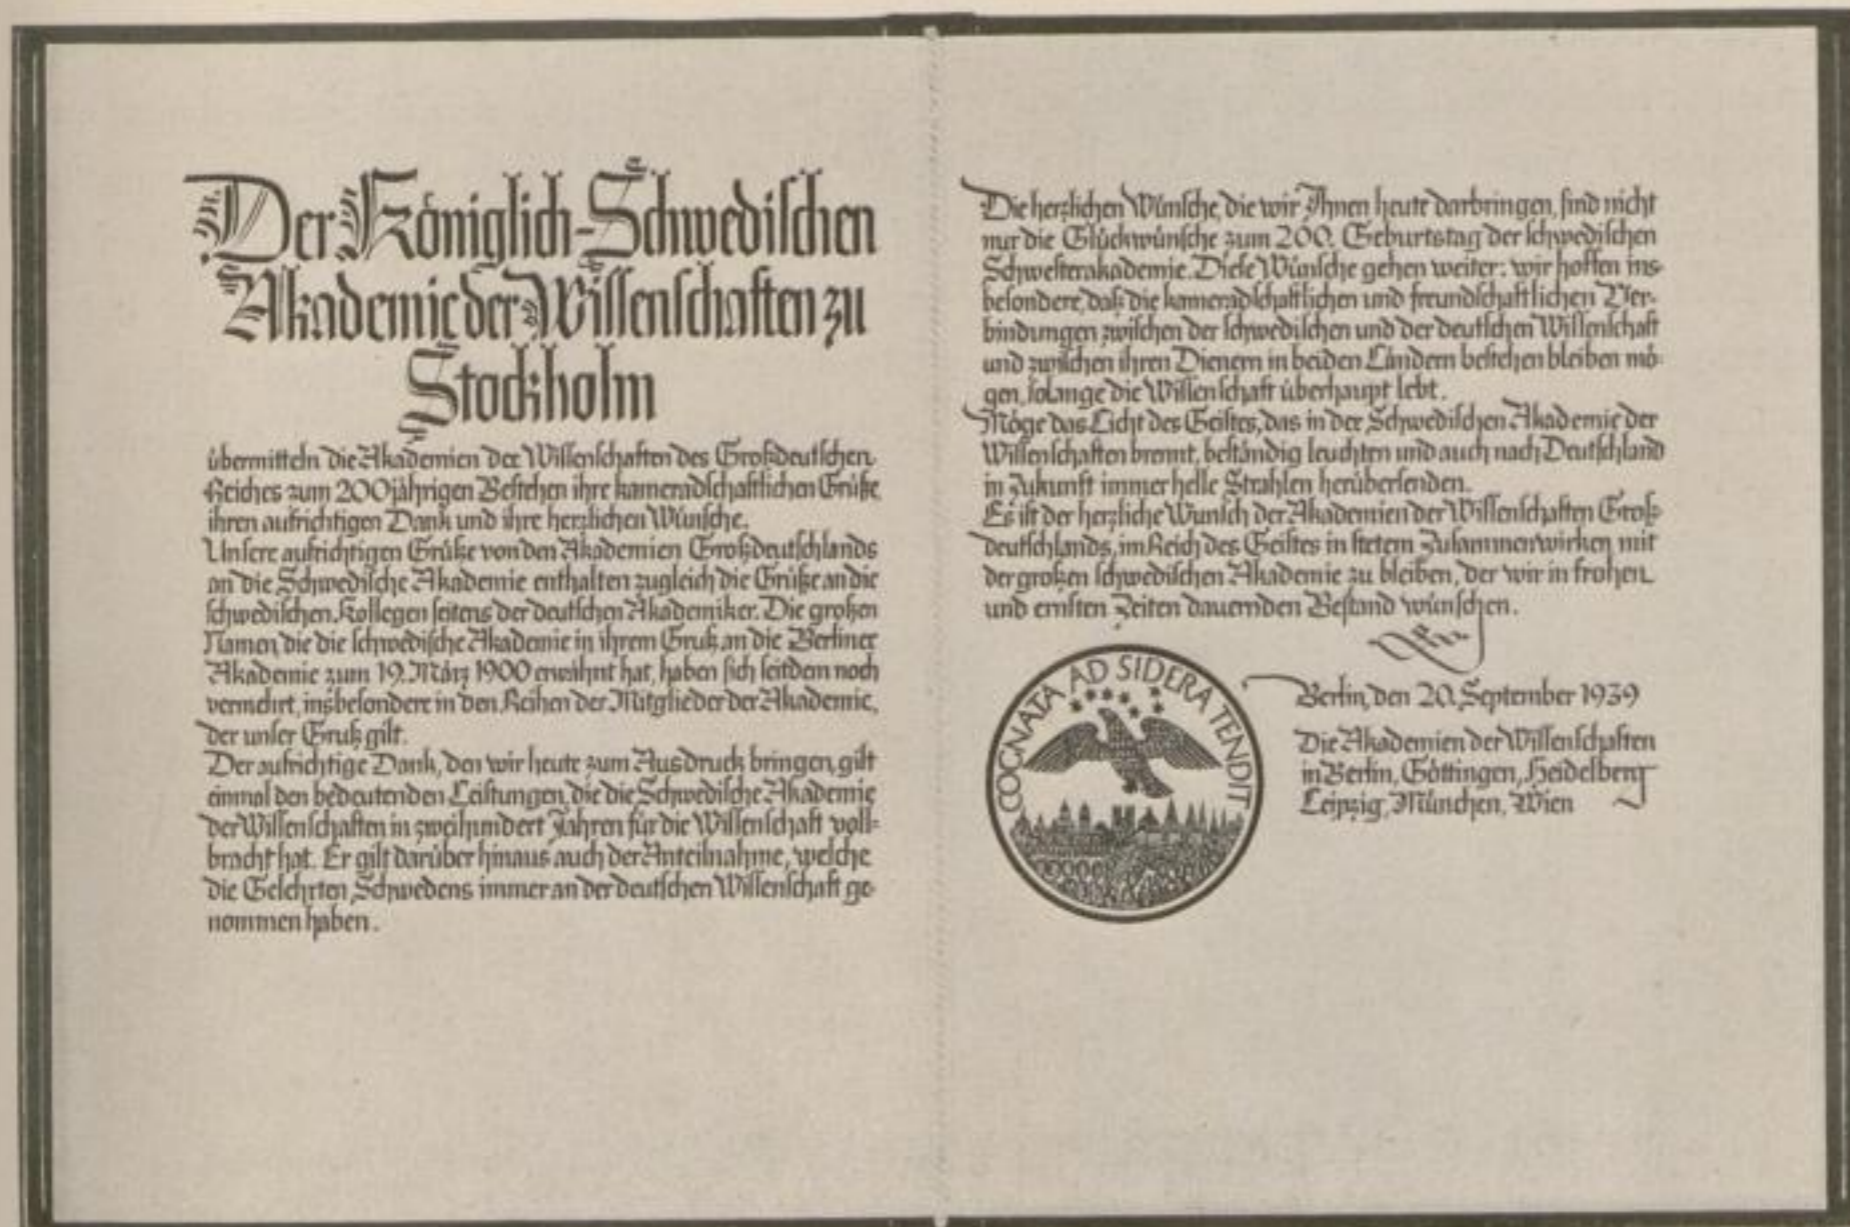 Der Königlich-Schwedischen
Akademie der Wissenschaften zu
Stockholm
übermitteln die Akademien der Wissenschaften des Großdeutschen
Reiches zum 200jährigen Bestehen ihre kameradschaftlichen Grüße,
ihren aufrichtigen Dank und ihre herzlichen Wünsche.
Unsere aufrichtigen Grüße von den Akademien Großdeutschlands
an die Schwedische Akademie enthalten zugleich die Grüße an die
schwedischen Kollegen seitens der deutschen Akademiker. Die großen
Namen, die die schwedische Akademie in ihrem Gruß an die Berliner
Akademie zum 19. März 1900 erwähnt hat, haben sich seitdem noch
vermehrt, insbesondere in den Reihen der Mitglieder der Akademie,
der unser Gruß gilt.
Der aufrichtige Dank, den wir heute zum Ausdruck bringen, gilt
einmal den bedeutenden Leistungen, die die Schwedische Akademie
der Wissenschaften in zweihundert Jahren für die Wissenschaft voll-
bracht hat. Er gilt darüber hinaus auch der Anteilnahme, welche
die Gelehrten Schwedens immer an der deutschen Wissenschaft ge-
nommen haben.
Die herzlichen Wünsche, die wir Ihnen heute darbringen, sind nicht
nur die Glückwünsche zum 200. Geburtstag der schwedischen
Schwesterakademie. Diese Wünsche gehen weiter: wir hoffen ins-
besondere, daß die kameradschaftlichen und freundschaftlichen Ver-
bindungen zwischen der schwedischen und der deutschen Wissenschaft
und zwischen ihren Dienern in beiden Ländern bestehen bleiben mö-
gen, solange die Wissenschaft überhaupt lebt.
Möge das Licht des Geistes, das in der Schwedischen Akademie der
Wissenschaften brennt, beständig leuchten und auch nach Deutschland
in Zukunft immer helle Strahlen herübersenden.
Es ist der herzliche Wunsch der Akademien der Wissenschaften Groß-
deutschlands, im Reich des Geistes in stetem Zusammenwirken mit
der großen schwedischen Akademie zu bleiben, der wir in frohen
und ernsten Zeiten dauernden Bestand wünschen.
COGNATA AD SIDERA TENDIT
Berlin, den 20. September 1939
Die Akademien der Wissenschaften
in Berlin, Göttingen, Heidelberg
Leipzig, München, Wien